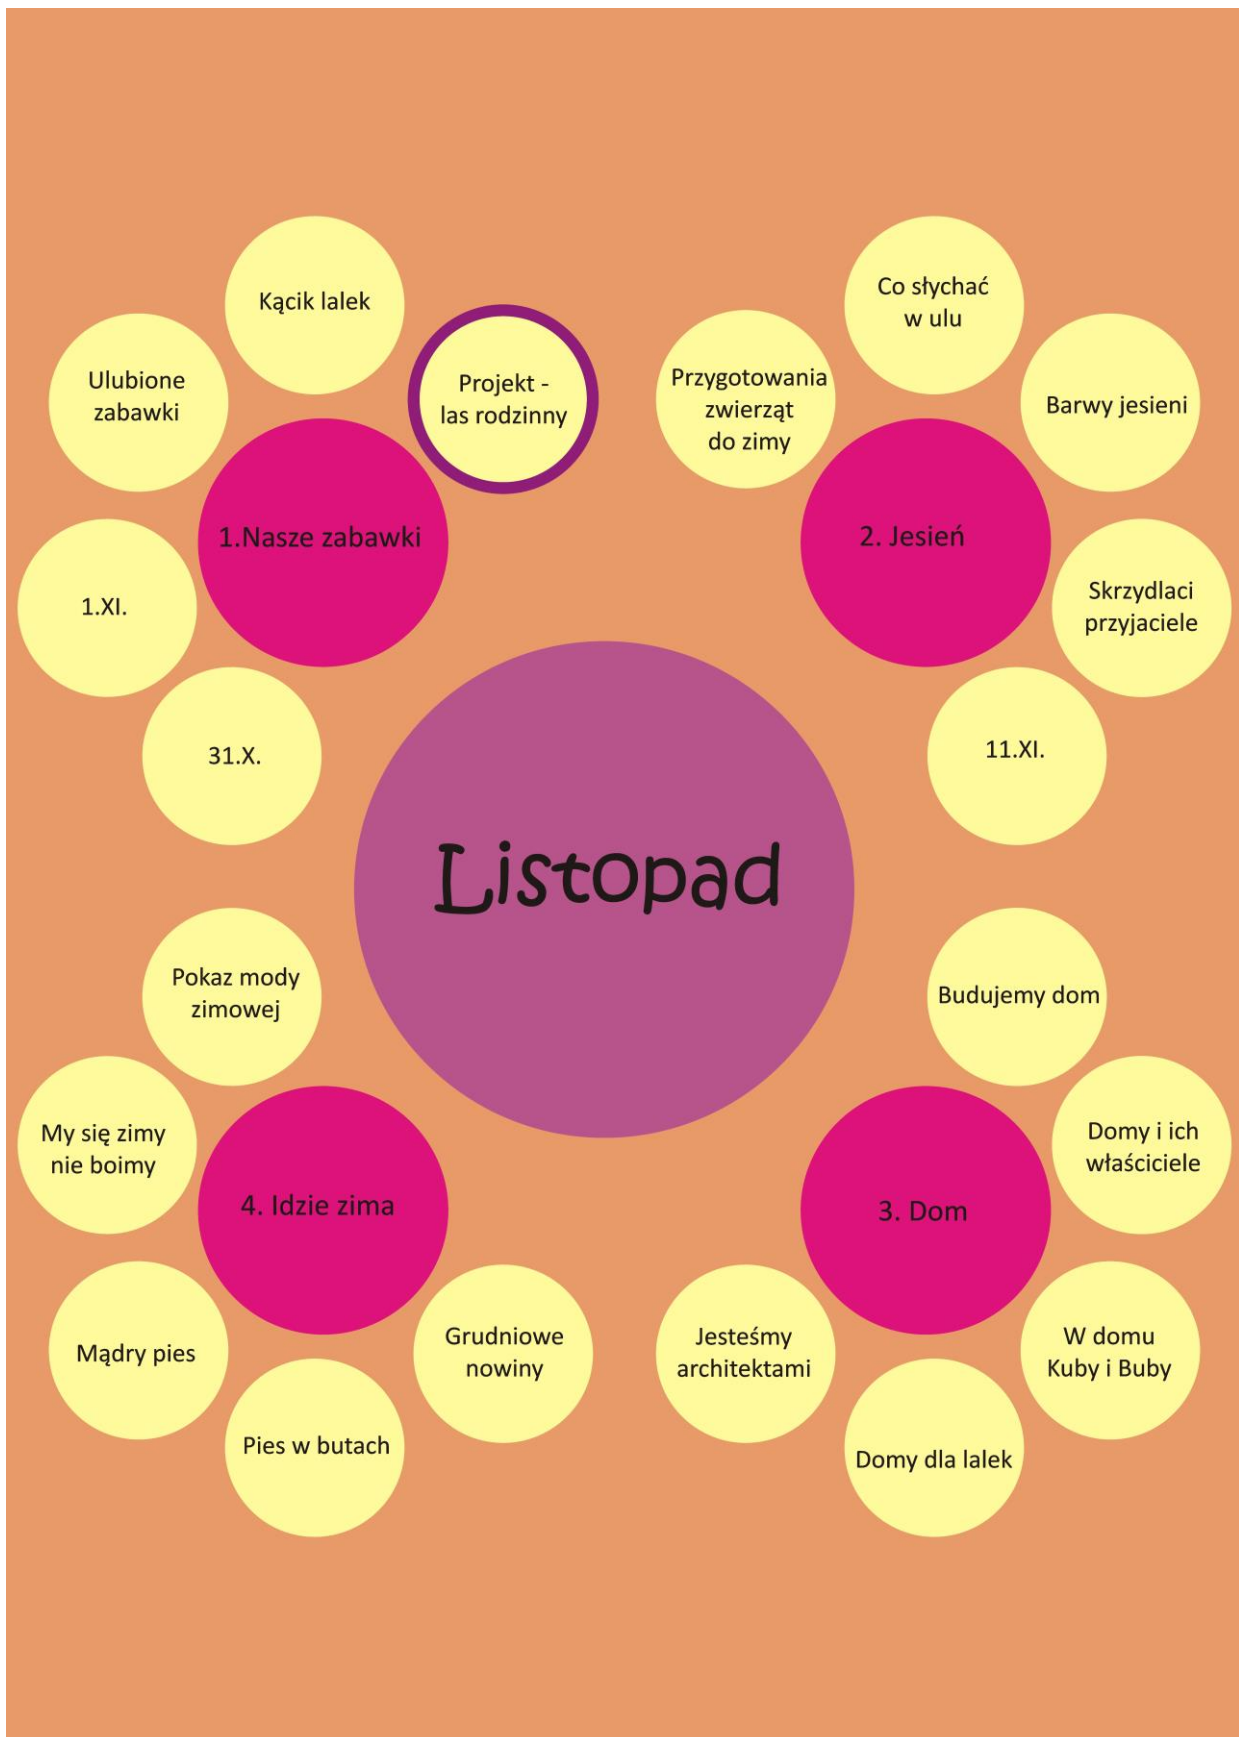 Kącik lalek
Ulubione
zabawki
Projekt -
las rodzinny
1.Nasze zabawki
1.XI.
31.X.
Co słychać
w ulu
Przygotowania
zwierząt
do zimy
Barwy jesieni
2. Jesień
Skrzydlaci
przyjaciele
11.XI.
Listopad
Pokaz mody
zimowej
My się zimy
nie boimy
4. Idzie zima
Mądry pies
Grudniowe
nowiny
Pies w butach
Budujemy dom
Domy i ich
właściciele
3. Dom
Jesteśmy
architektami
W domu
Kuby i Buby
Domy dla lalek